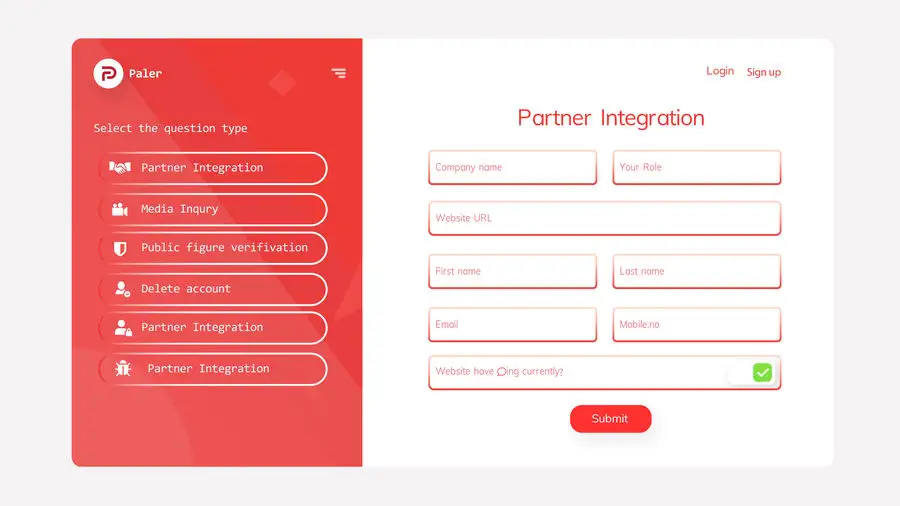 Paler
Select the question type
Partner Integration
Media Inqury
Public figure verifivation
Delete account
Partner Integration
Partner Integration
Login Sign up
Partner Integration
Company name Your Role
Website URL
First name Last name
Email Mobile.no
Website have ing currently?
Submit